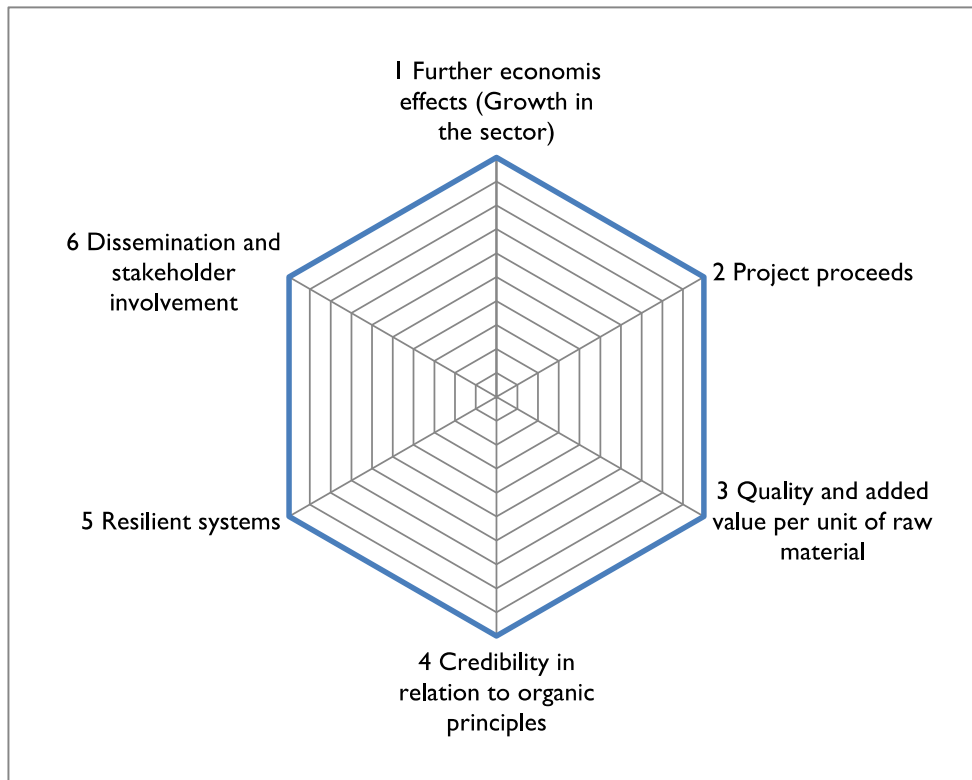 1 Further economis
effects (Growth in
the sector)
2 Project proceeds
3 Quality and added
value per unit of raw
material
4 Credibility in
relation to organic
principles
5 Resilient systems
6 Dissemination and
stakeholder
involvement